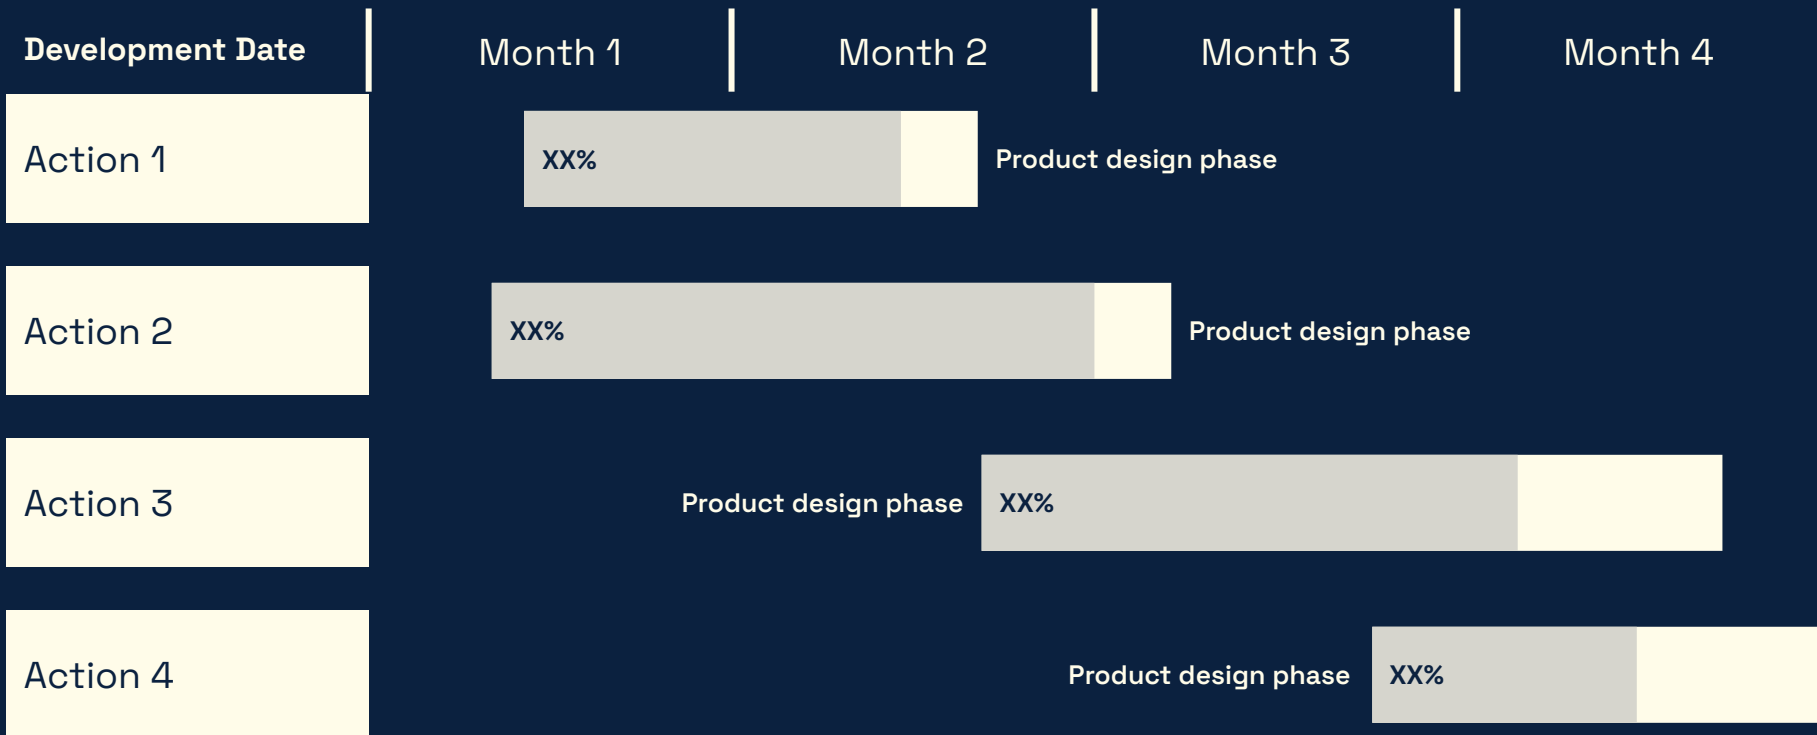 Development Date
Month 1
Month 2
Month 3
Month 4
Action 1
XX%
Product design phase
Action 2
XX%
Product design phase
Action 3
Product design phase
XX%
Action 4
Product design phase
XX%